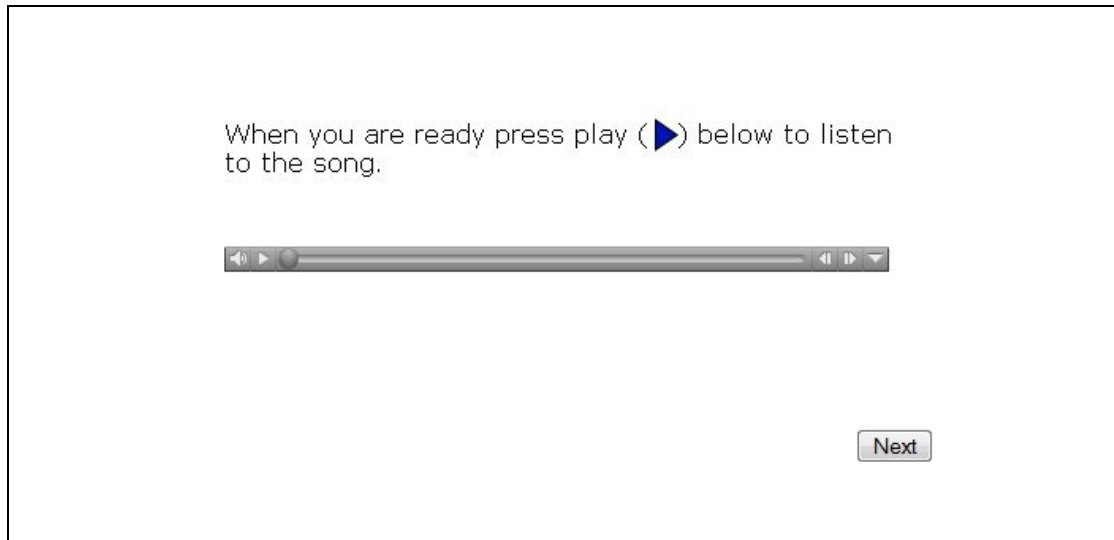 When you are ready press play (▶) below to listen
to the song.
Next